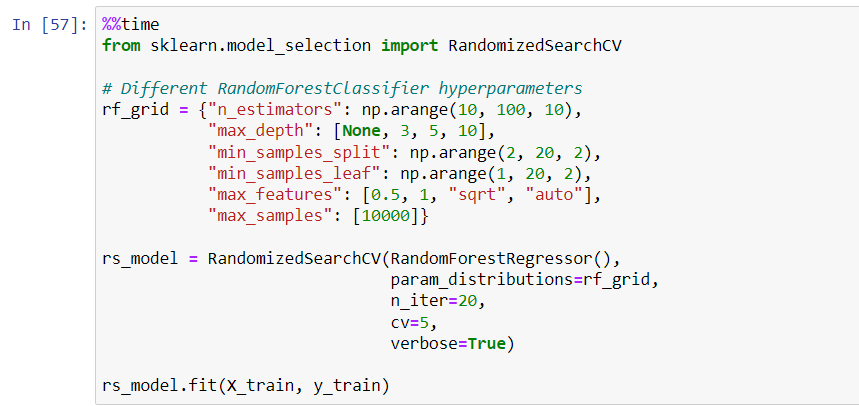 In [57]: %%time
from sklearn.model_selection import RandomizedSearchCV
# Different RandomForestClassifier hyperparameters
rf_grid = {"n_estimators": np.arange(10, 100, 10),
"max_depth": [None, 3, 5, 10],
"min_samples_split": np.arange(2, 20, 2),
"min_samples_leaf": np.arange(1, 20, 2),
"max_features": [0.5, 1, "sqrt", "auto"],
"max_samples": [10000]}
rs_model = RandomizedSearchCV(RandomForestRegressor(),
param_distributions=rf_grid,
n_iter=20,
cv=5,
verbose=True)
rs_model.fit(X_train, y_train)